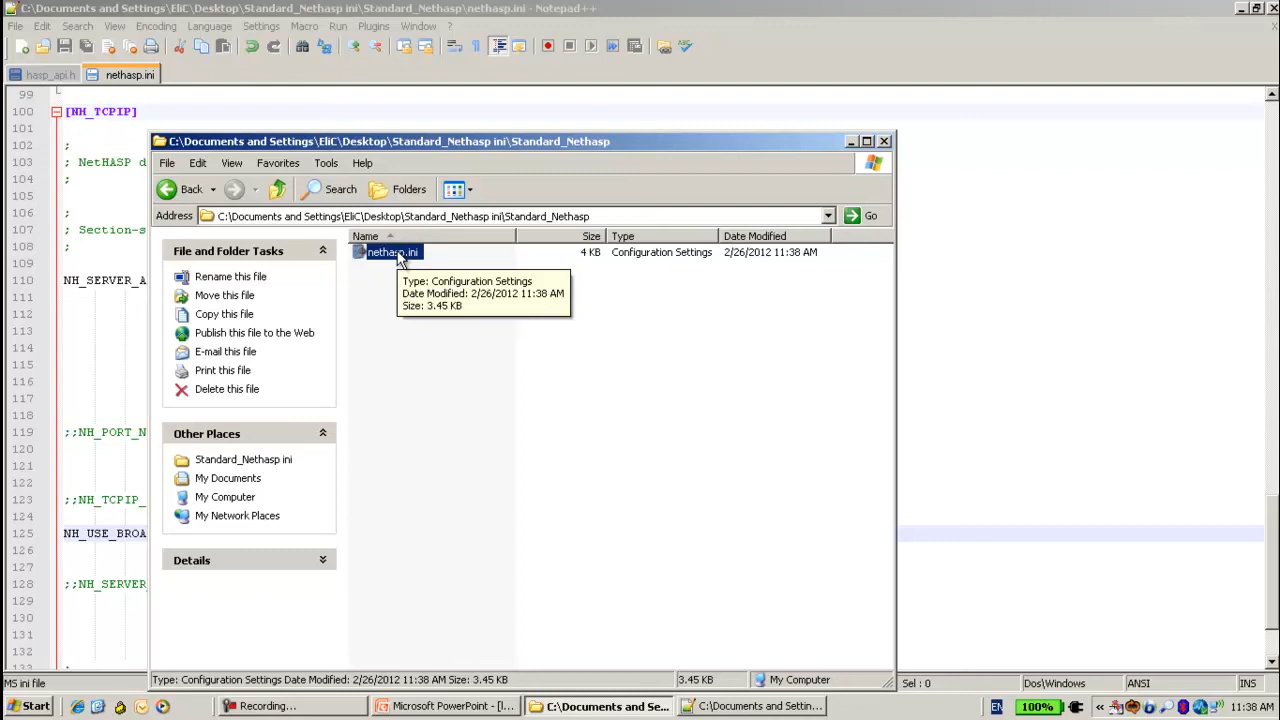 C:\Documents and Settings\EliC\Desktop\Standard_Nethasp ini\Standard_Nethasp\nethasp.ini - Notepad++
File Edit Search View Encoding Language Settings Macro Run Plugins Window ?
hasp_api.h nethasp.ini
99
100 [NH_TCPIP]
101
102 ;
103 ; NetHASP d
104 ;
105
106 ;
107 ; Section-s
108 ;
109
110 NH_SERVER_A
111
112
113
114
115
116
117
118
119 ;;NH_PORT_N
120
121
122
123 ;;NH_TCPIP_
124
125 NH_USE_BROA
126
127
128 ;;NH_SERVER
129
130
131
132
133 ;
C:\Documents and Settings\EliC\Desktop\Standard_Nethasp ini\Standard_Nethasp
File Edit View Favorites Tools Help
Back Search Folders
Address C:\Documents and Settings\EliC\Desktop\Standard_Nethasp ini\Standard_Nethasp Go
File and Folder Tasks
Rename this file
Move this file
Copy this file
Publish this file to the Web
E-mail this file
Print this file
Delete this file
Other Places
Standard_Nethasp ini
My Documents
My Computer
My Network Places
Details
Name Size Type Date Modified
nethasp.ini 4 KB Configuration Settings 2/26/2012 11:38 AM
Type: Configuration Settings
Date Modified: 2/26/2012 11:38 AM
Size: 3.45 KB
Type: Configuration Settings Date Modified: 2/26/2012 11:38 AM Size: 3.45 KB 3.45 KB My Computer
MS ini file Sel : 0 Dos\Windows ANSI INS
Start Recording... Microsoft PowerPoint - [l... C:\Documents and Se... C:\Documents and Settin... EN 100% « 11:38 AM